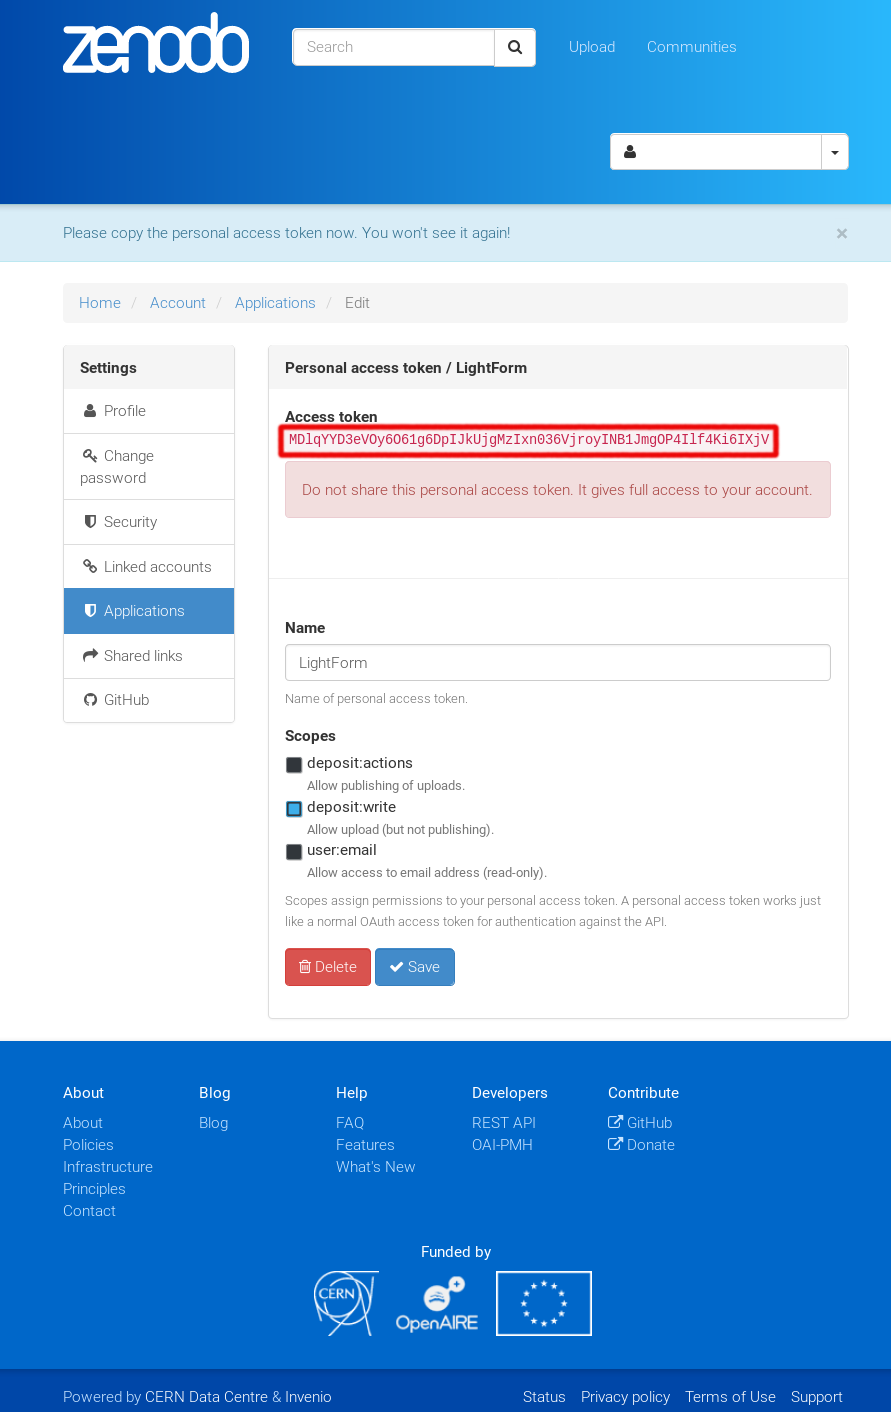 zenodo
Search
Upload
Communities
Please copy the personal access token now. You won't see it again!
×
Home / Account / Applications / Edit
Settings
Profile
Change
password
Security
Linked accounts
Applications
Shared links
GitHub
Personal access token / LightForm
Access token
MDlqYYD3eVOy6O61g6DpIJkUjgMzIxn036VjroyINB1JmgOP4Ilf4Ki6IXjV
Do not share this personal access token. It gives full access to your account.
Name
LightForm
Name of personal access token.
Scopes
deposit:actions
Allow publishing of uploads.
deposit:write
Allow upload (but not publishing).
user:email
Allow access to email address (read-only).
Scopes assign permissions to your personal access token. A personal access token works just
like a normal OAuth access token for authentication against the API.
Delete
Save
About
About
Policies
Infrastructure
Principles
Contact
Blog
Blog
Help
FAQ
Features
What's New
Developers
REST API
OAI-PMH
Contribute
GitHub
Donate
Funded by
CERN
OpenAIRE
Powered by CERN Data Centre & Invenio
Status
Privacy policy
Terms of Use
Support